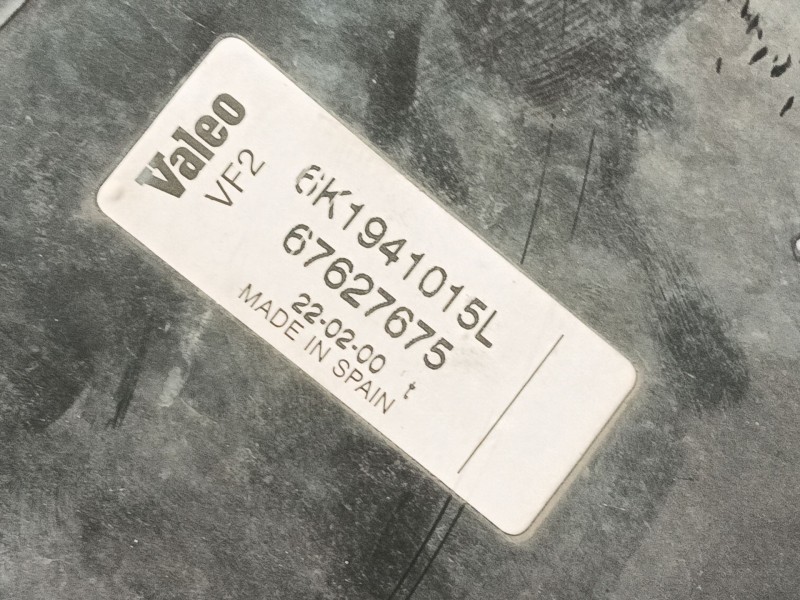 Valeo
VF2
6K1941015L
67627675
22-02-00 t
MADE IN SPAIN